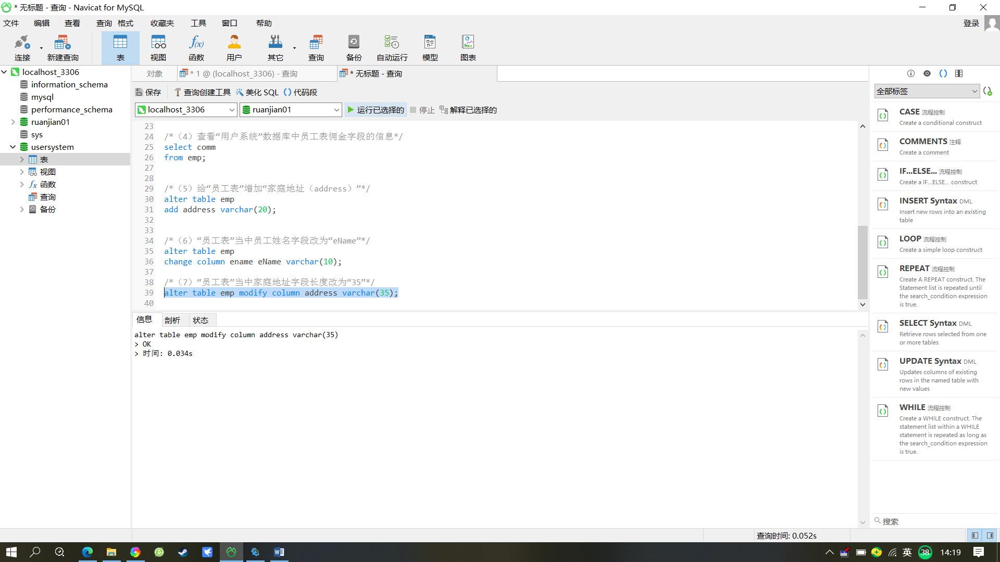 * 无标题 - 查询 - Navicat for MySQL
文件 编辑 查看 查询 格式 收藏夹 工具 窗口 帮助 登录
连接 新建查询 表 视图 函数 用户 其它 查询 备份 自动运行 模型 图表
localhost_3306
information_schema
mysql
performance_schema
ruanjian01
sys
usersystem
表
视图
函数
查询
备份
对象 * 1 @ (localhost_3306) - 查询 * 无标题 - 查询
保存 查询创建工具 美化 SQL 代码段
localhost_3306 ruanjian01 运行已选择的 停止 解释已选择的
23
24 /*（4）查看“用户系统”数据库中员工表佣金字段的信息*/
25 select comm
26 from emp;
27
28
29 /*（5）给“员工表”增加“家庭地址（address）”*/
30 alter table emp
31 add address varchar(20);
32
33
34 /*（6）“员工表”当中员工姓名字段改为“eName”*/
35 alter table emp
36 change column ename eName varchar(10);
37
38 /*（7）“员工表”当中家庭地址字段长度改为“35”*/
39 alter table emp modify column address varchar(35);
40
信息 剖析 状态
alter table emp modify column address varchar(35)
> OK
> 时间: 0.034s
全部标签
CASE 流程控制
Create a conditional construct
COMMENTS 注释
Create a comment
IF...ELSE... 流程控制
Create a IF...ELSE... construct
INSERT Syntax DML
Insert new rows into an existing
table
LOOP 流程控制
Create a simple loop construct
REPEAT 流程控制
Create A REPEAT construct. The
Statement list is repeated until
the search_condition expression
is true.
SELECT Syntax DML
Retrieve rows selected from one
or more tables
UPDATE Syntax DML
Updates columns of existing
rows in the named table with
new values
WHILE 流程控制
Create a WHILE construct. The
statement list within a WHILE
statement is repeated as long as
the search_condition expression
is true.
搜索
查询时间: 0.052s
英 38 14:19